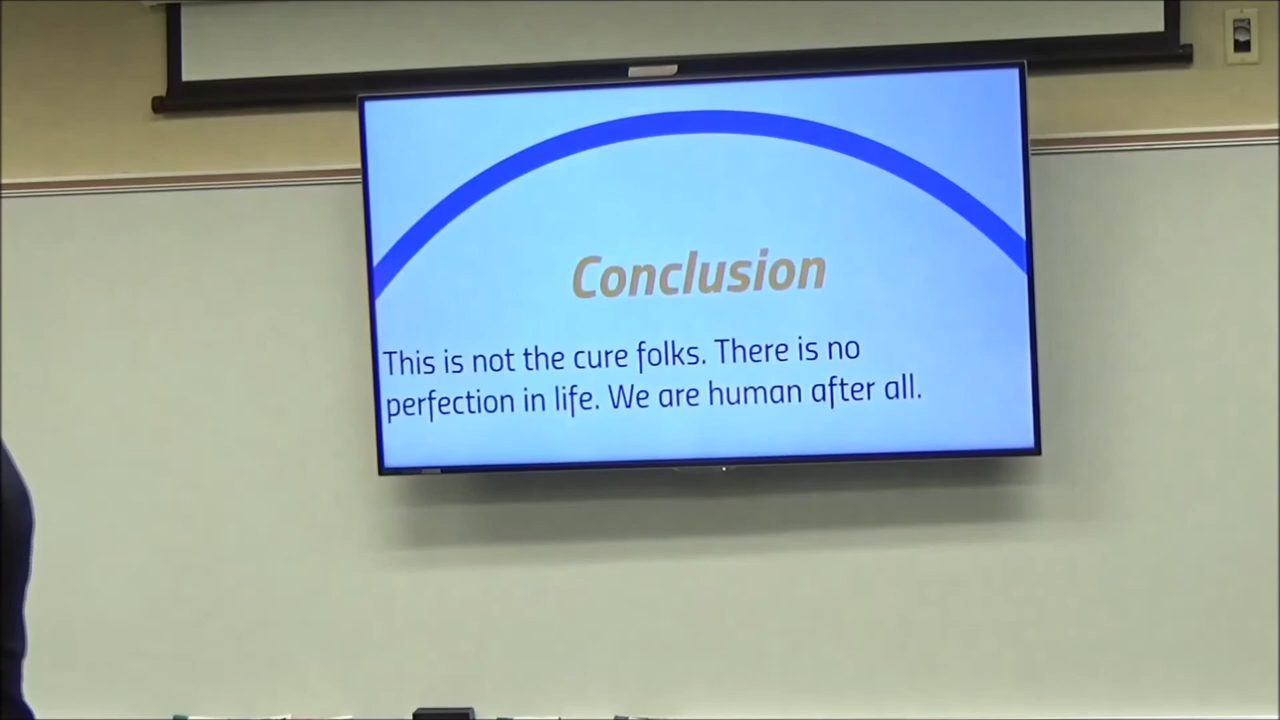 Conclusion
This is not the cure folks. There is no
perfection in life. We are human after all.